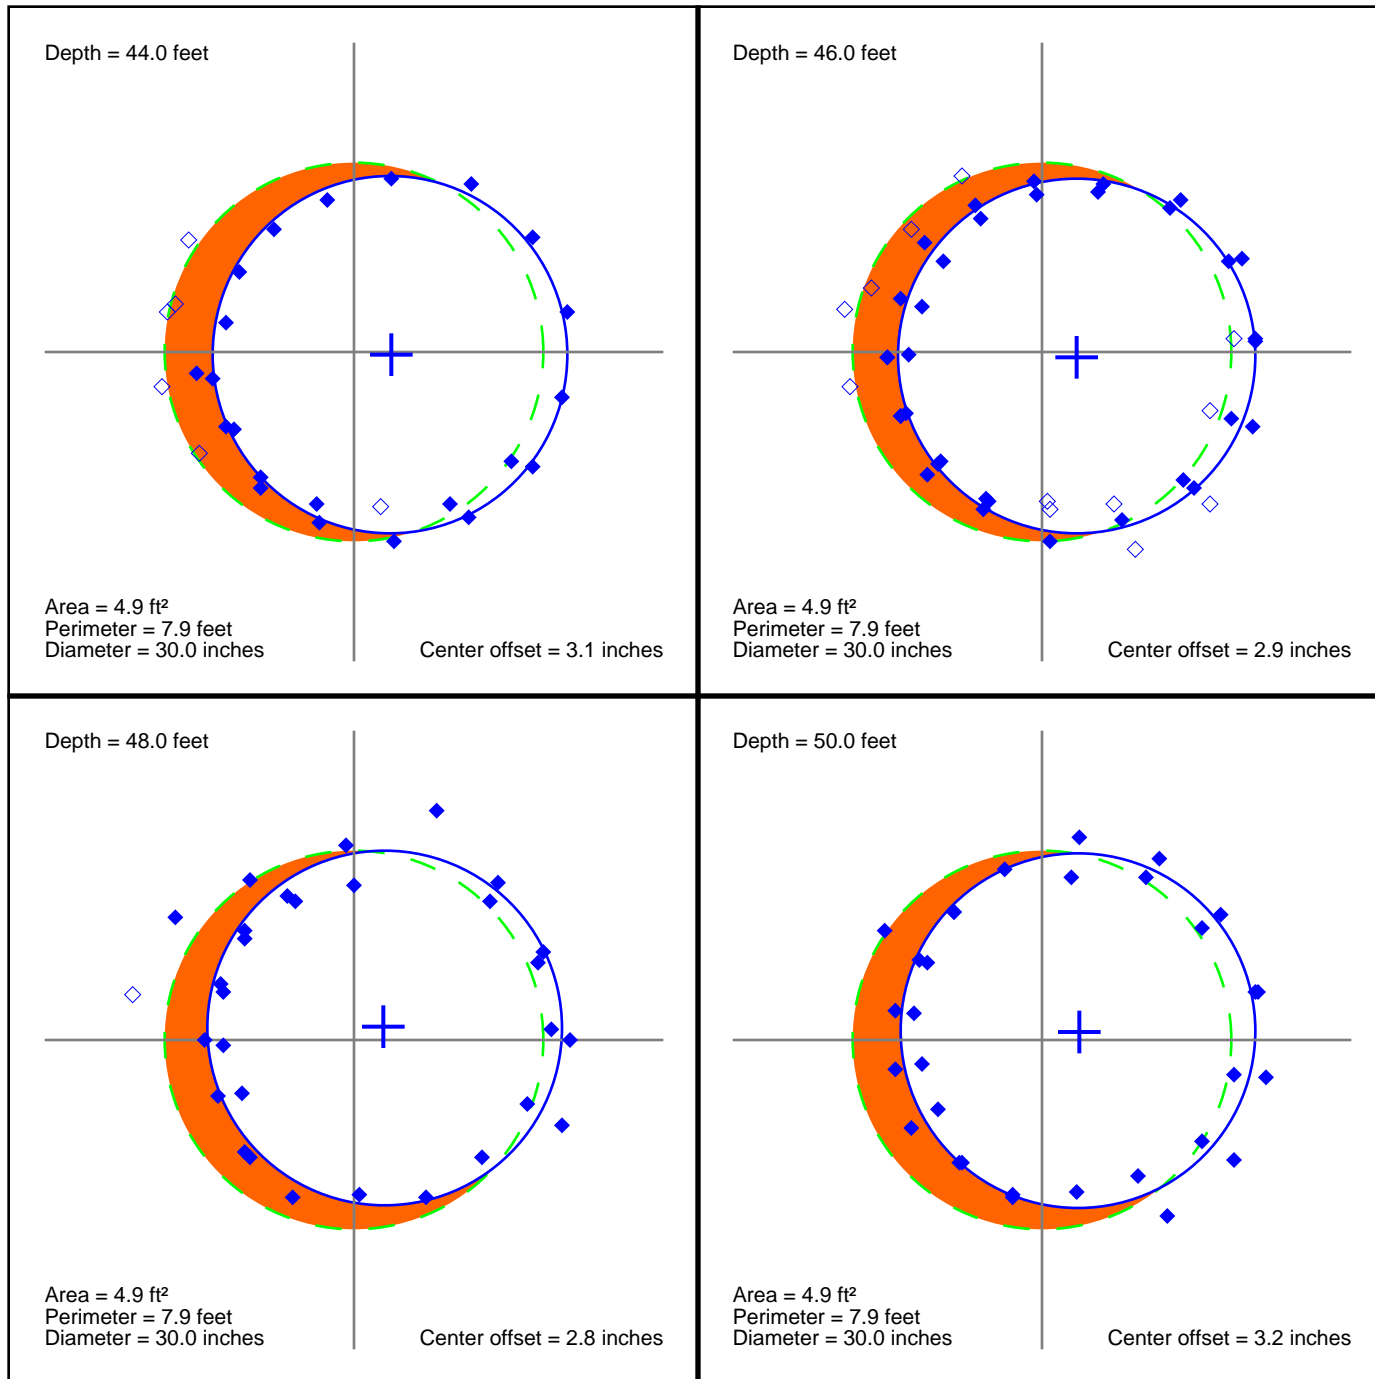 Depth = 44.0 feet
Area = 4.9 ft²
Perimeter = 7.9 feet
Diameter = 30.0 inches
Center offset = 3.1 inches
Depth = 46.0 feet
Area = 4.9 ft²
Perimeter = 7.9 feet
Diameter = 30.0 inches
Center offset = 2.9 inches
Depth = 48.0 feet
Area = 4.9 ft²
Perimeter = 7.9 feet
Diameter = 30.0 inches
Center offset = 2.8 inches
Depth = 50.0 feet
Area = 4.9 ft²
Perimeter = 7.9 feet
Diameter = 30.0 inches
Center offset = 3.2 inches